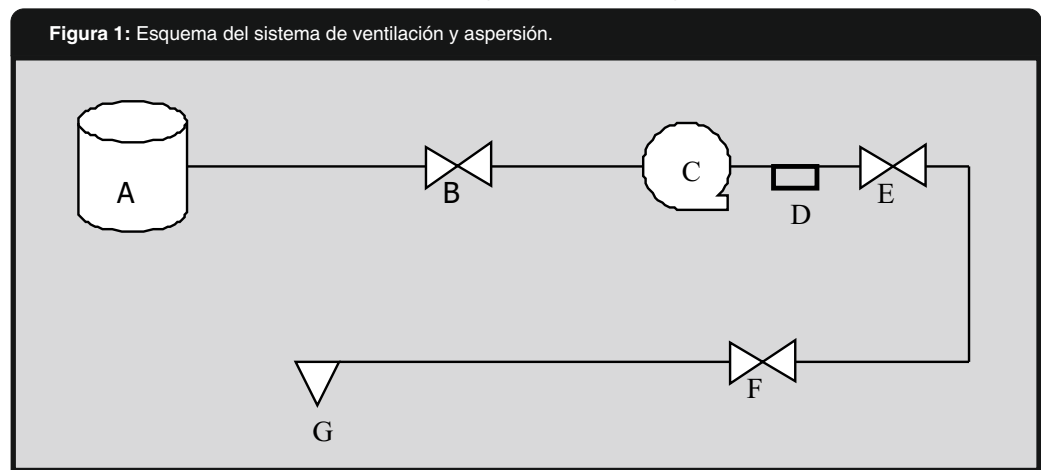 Figura 1: Esquema del sistema de ventilación y aspersión.
A
B
C
D
E
F
G